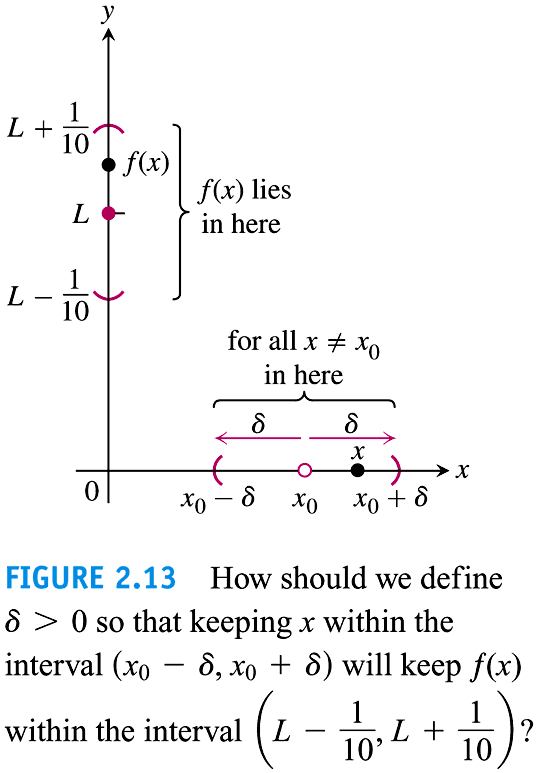 y
L + 1/10
f(x)
f(x) lies
in here
L
L − 1/10
for all x ≠ x₀
in here
δ δ
x
x
0
x₀ − δ x₀ x₀ + δ
FIGURE 2.13 How should we define
δ > 0 so that keeping x within the
interval (x₀ − δ, x₀ + δ) will keep f(x)
within the interval (L − 1/10, L + 1/10)?